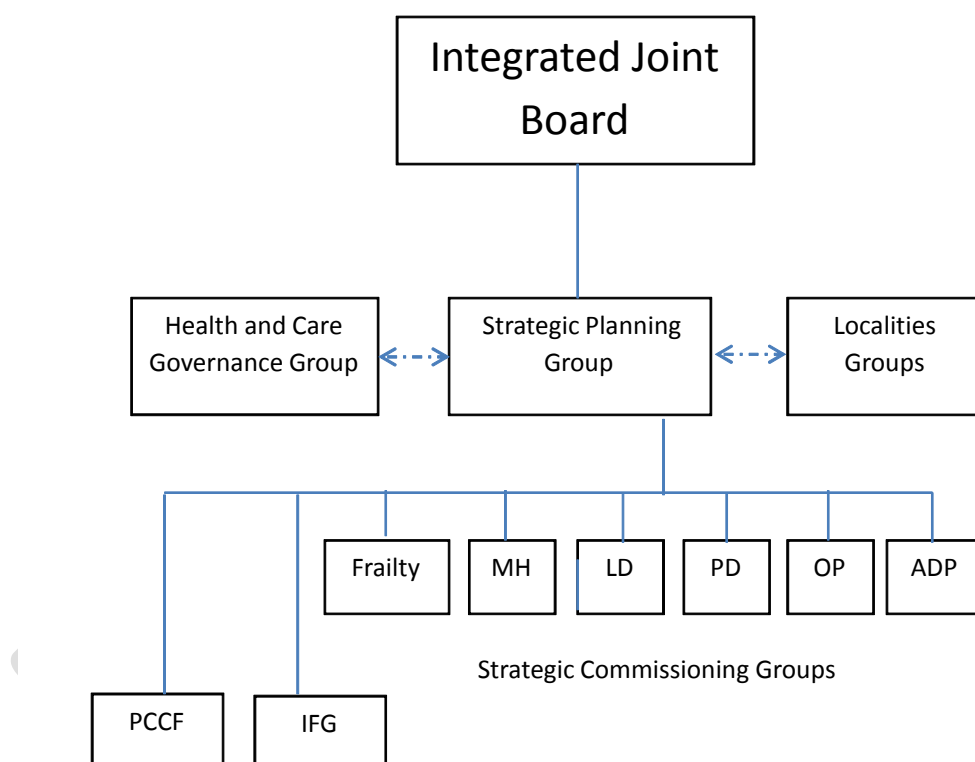 Integrated Joint
Board
Health and Care
Governance Group
Strategic Planning
Group
Localities
Groups
Frailty
MH
LD
PD
OP
ADP
Strategic Commissioning Groups
PCCF
IFG